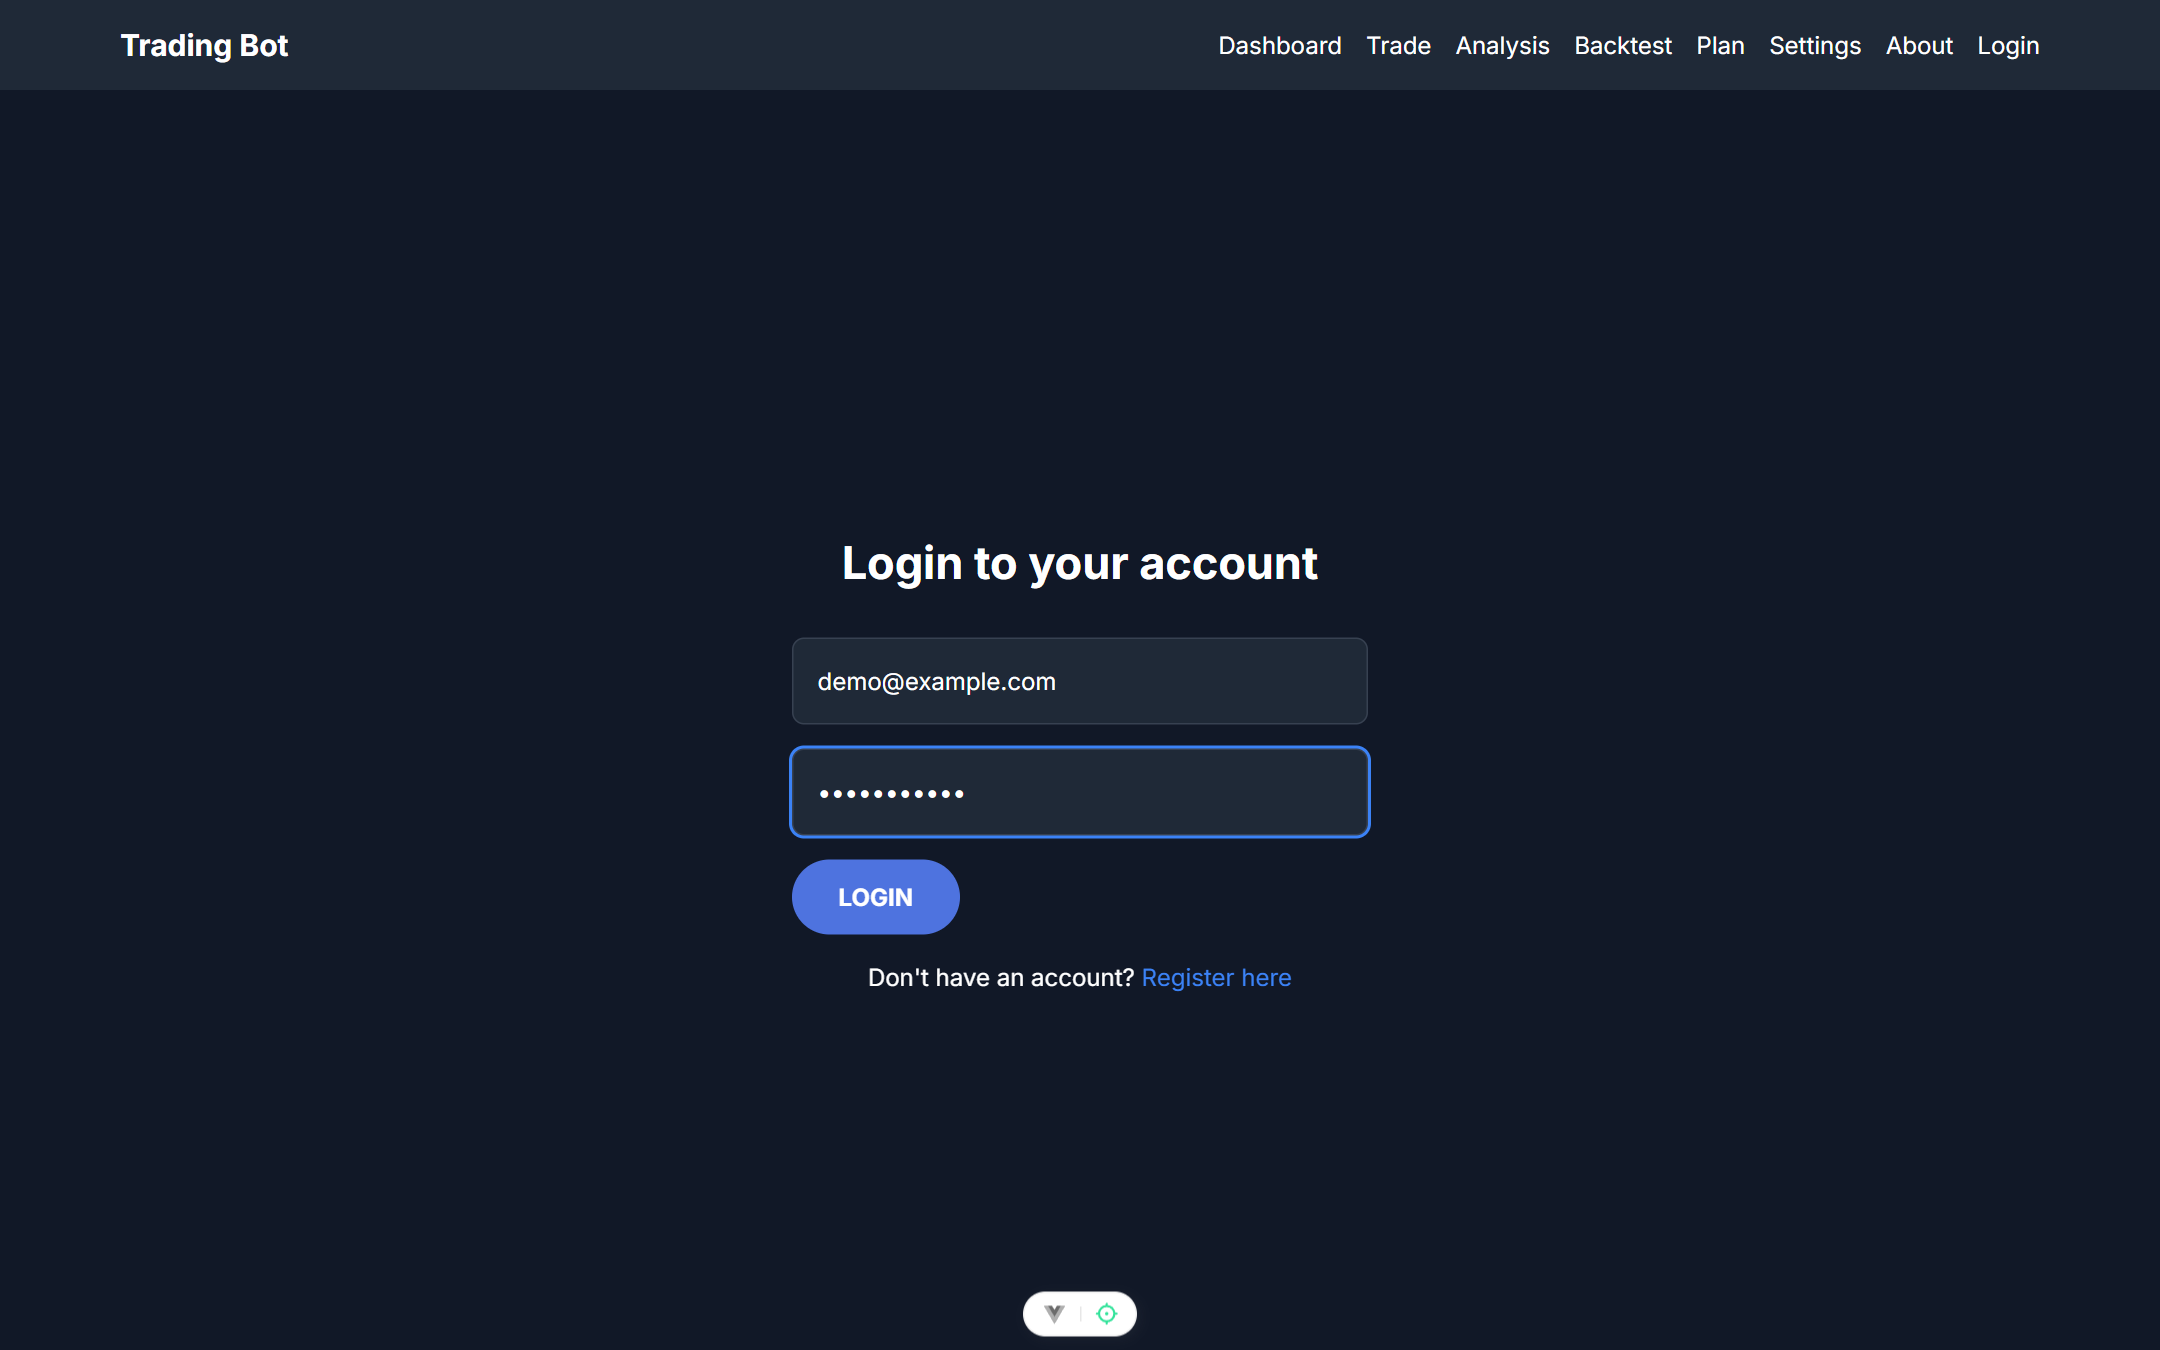 Trading Bot
Dashboard Trade Analysis Backtest Plan Settings About Login
Login to your account
demo@example.com
•••••••••••
LOGIN
Don't have an account? Register here